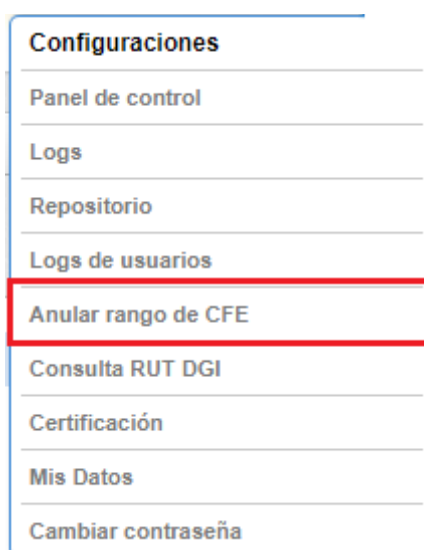 Configuraciones
Panel de control
Logs
Repositorio
Logs de usuarios
Anular rango de CFE
Consulta RUT DGI
Certificación
Mis Datos
Cambiar contraseña